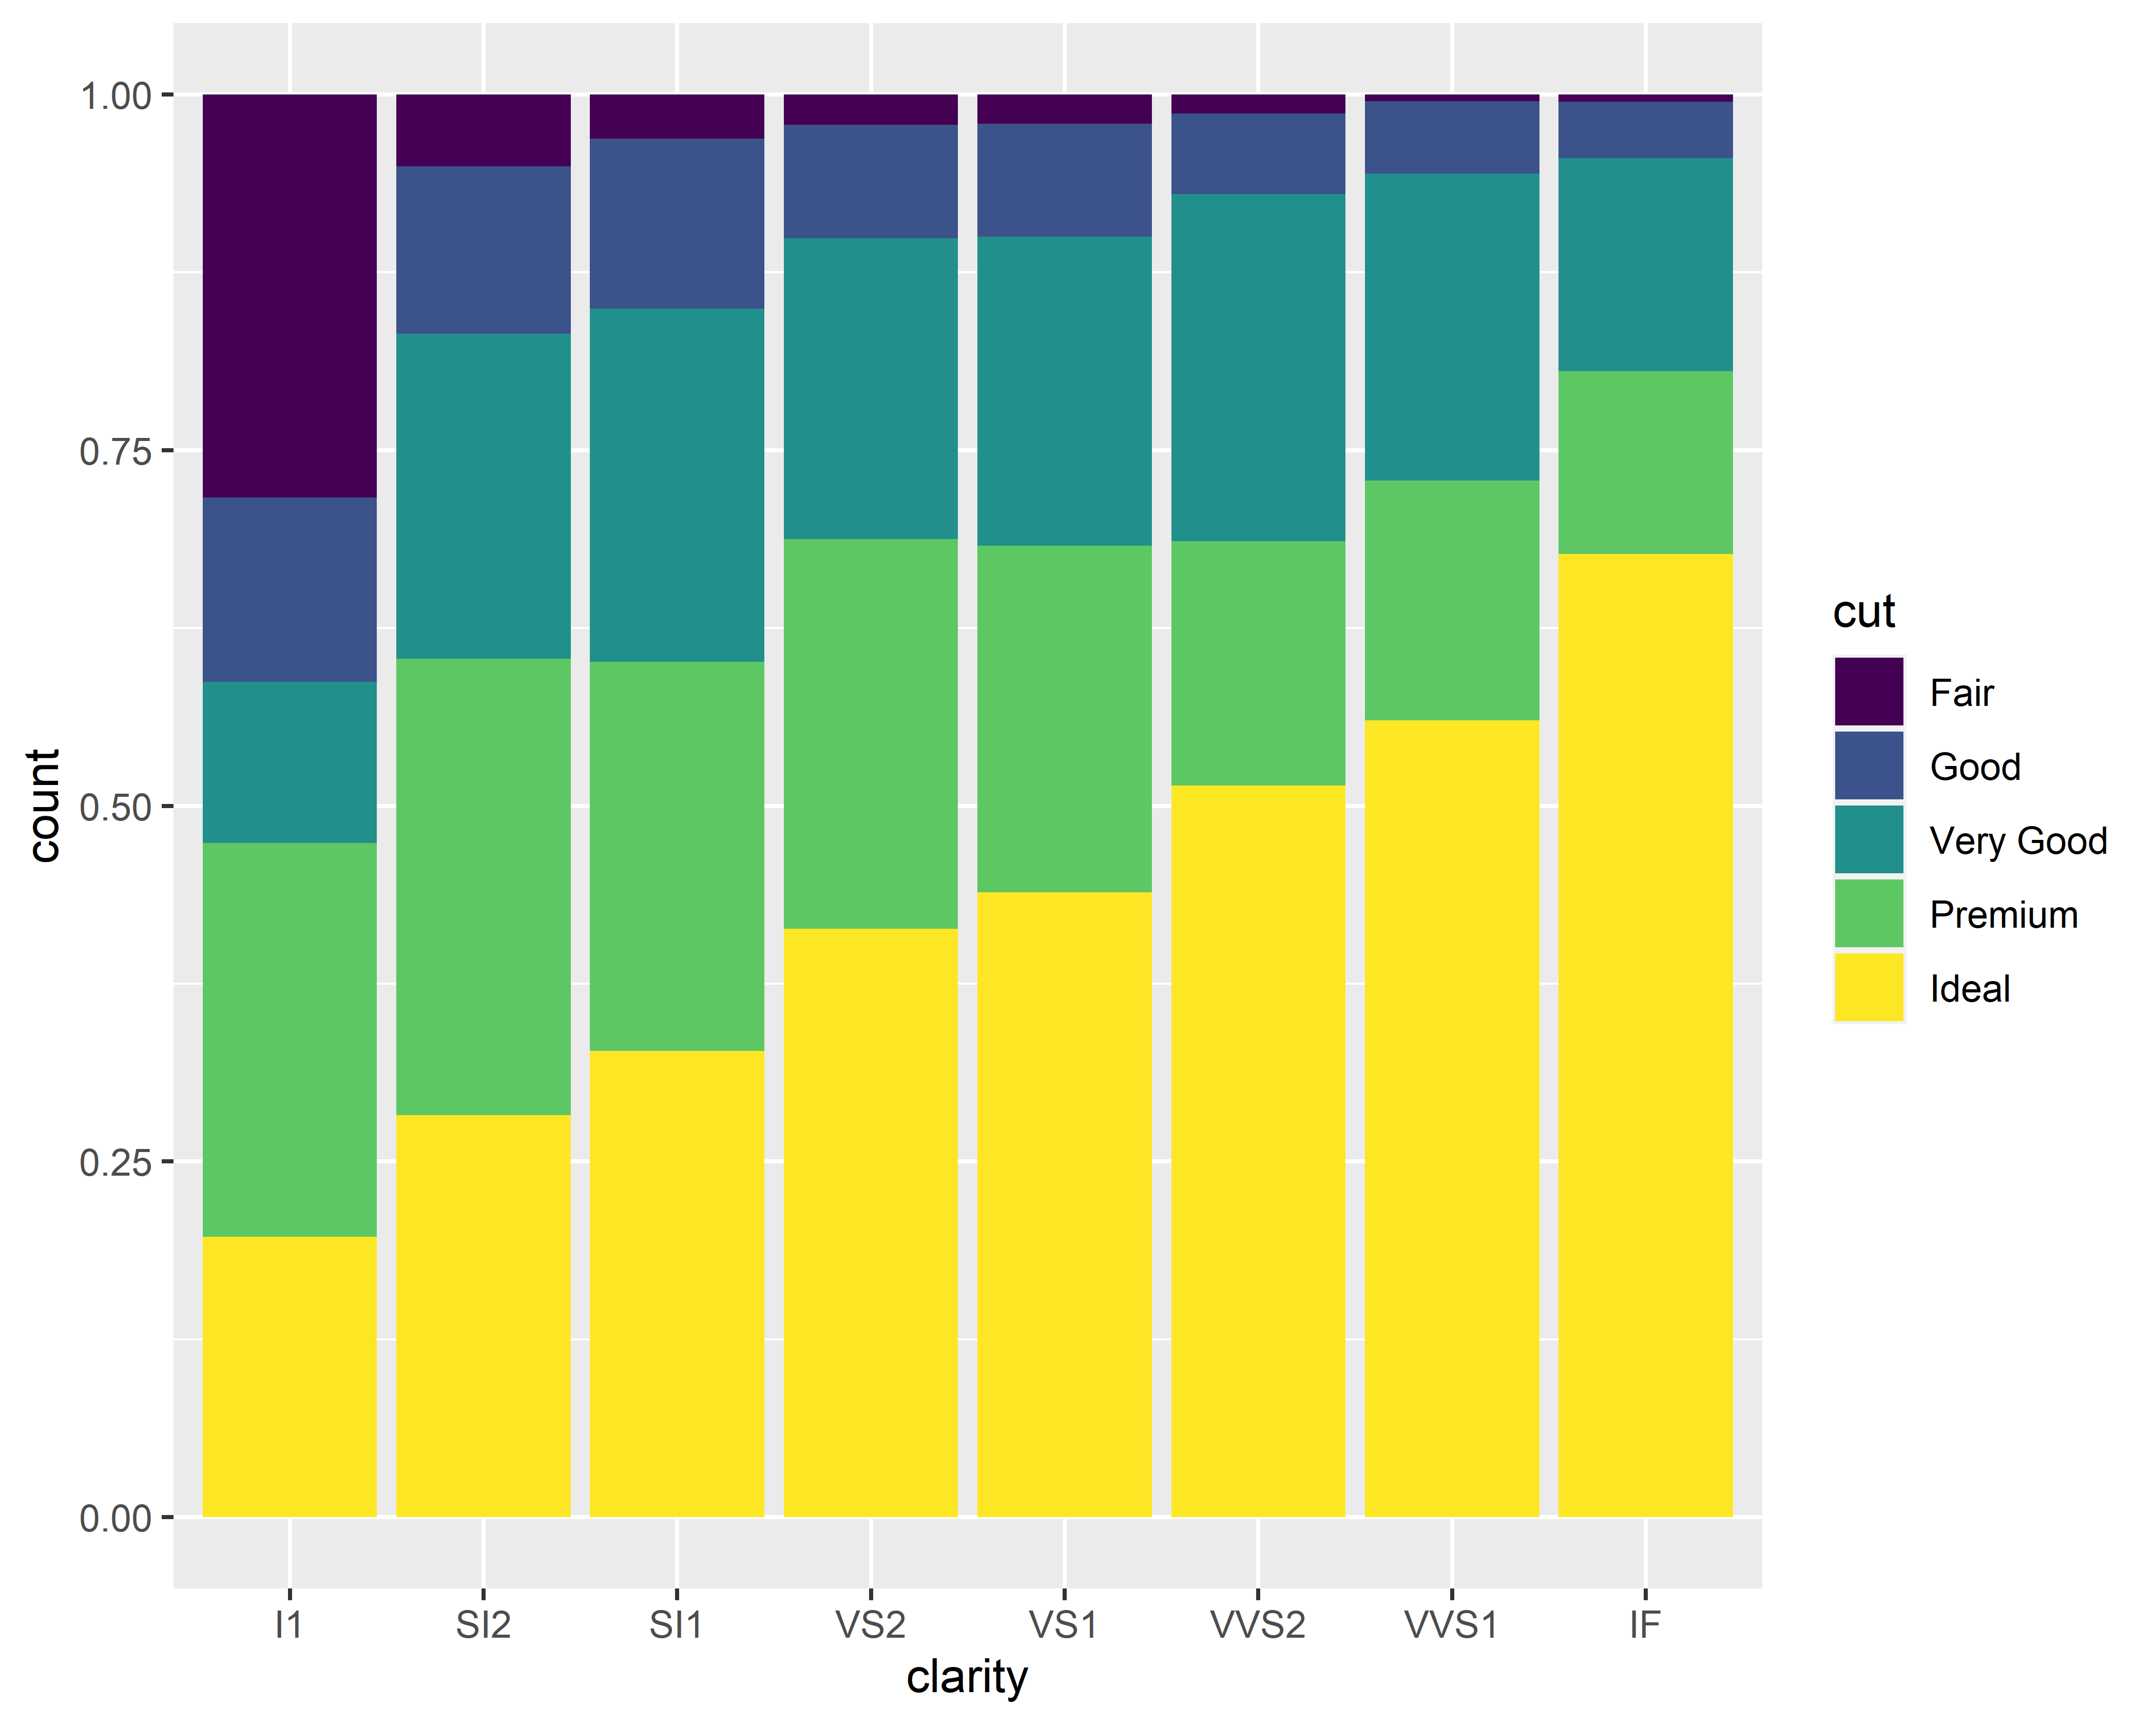 1.00
0.75
0.50
0.25
0.00
count
I1 SI2 SI1 VS2 VS1 VVS2 VVS1 IF
clarity
cut
Fair
Good
Very Good
Premium
Ideal